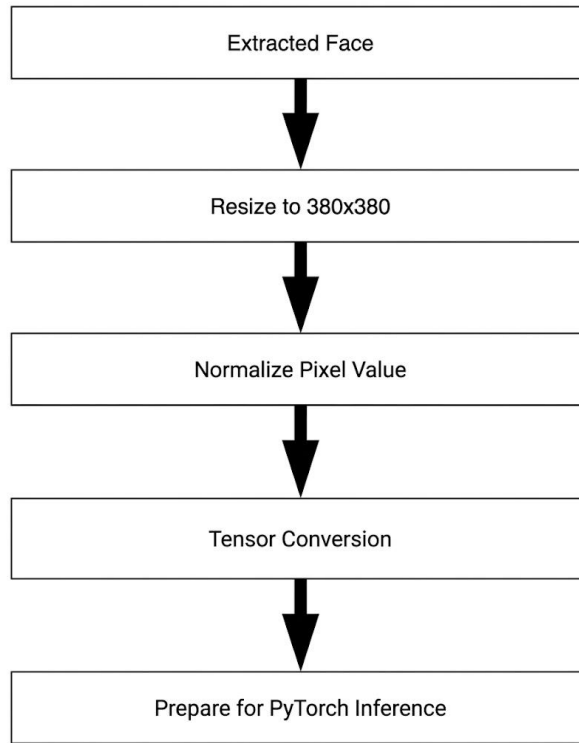 Extracted Face
Resize to 380x380
Normalize Pixel Value
Tensor Conversion
Prepare for PyTorch Inference